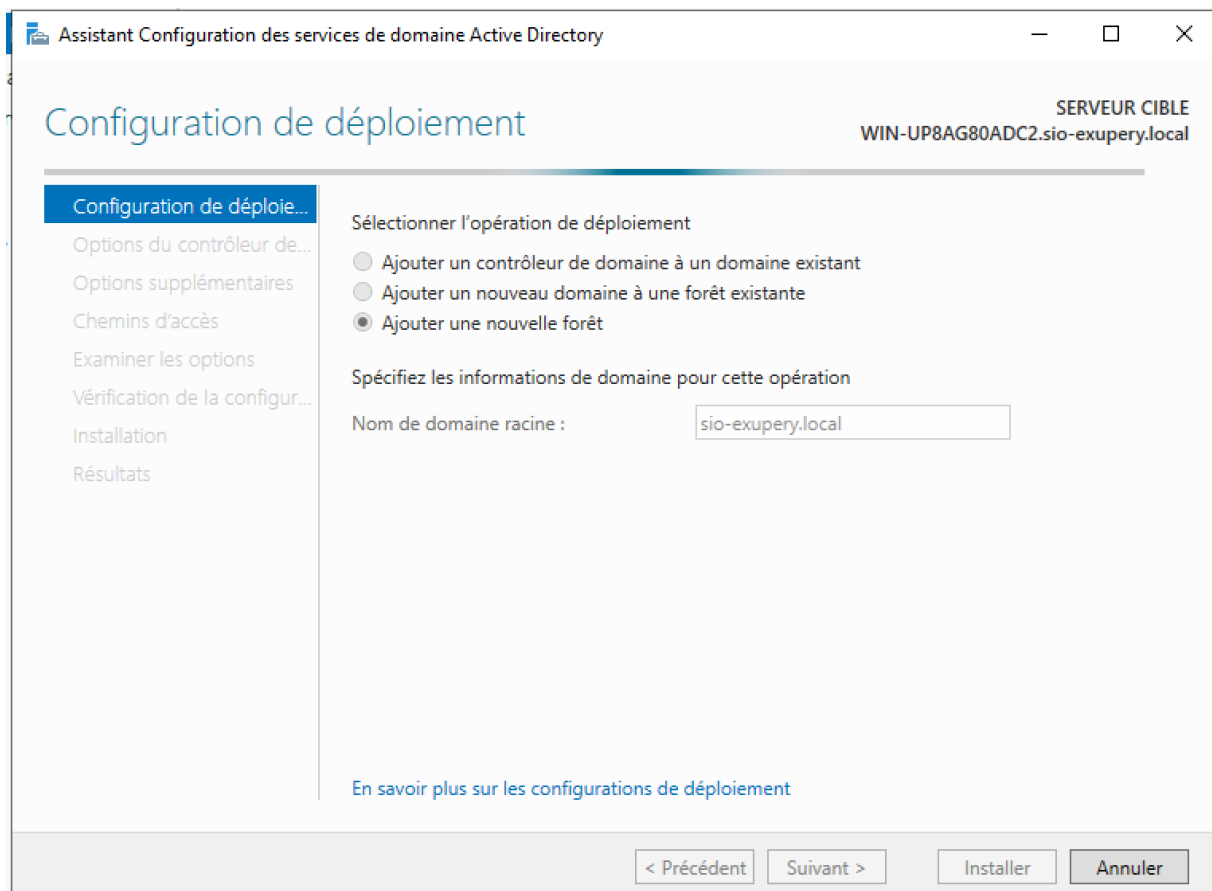 Assistant Configuration des services de domaine Active Directory
Configuration de déploiement
SERVEUR CIBLE
WIN-UP8AG80ADC2.sio-exupery.local
Configuration de déploie...
Options du contrôleur de...
Options supplémentaires
Chemins d'accès
Examiner les options
Vérification de la configur...
Installation
Résultats
Sélectionner l'opération de déploiement
Ajouter un contrôleur de domaine à un domaine existant
Ajouter un nouveau domaine à une forêt existante
Ajouter une nouvelle forêt
Spécifiez les informations de domaine pour cette opération
Nom de domaine racine : sio-exupery.local
En savoir plus sur les configurations de déploiement
< Précédent Suivant > Installer Annuler